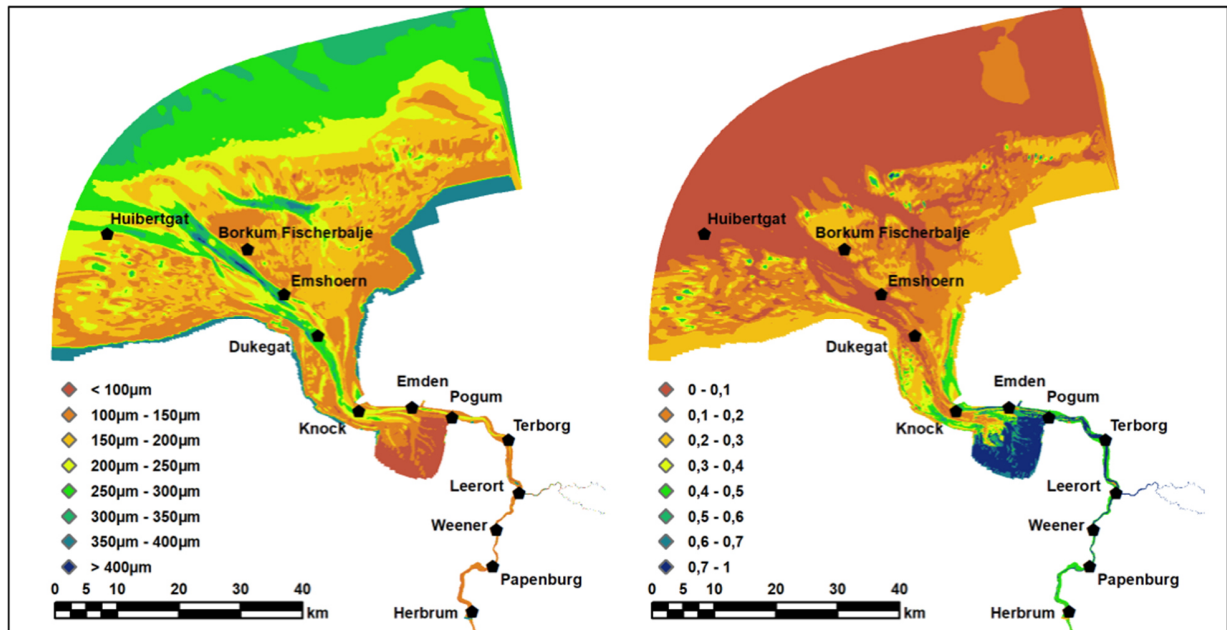 Huibertgat
Borkum Fischerbalje
Emshoern
Dukegat
Knock
Emden
Pogum
Terborg
Leerort
Weener
Papenburg
Herbrum
< 100µm
100µm - 150µm
150µm - 200µm
200µm - 250µm
250µm - 300µm
300µm - 350µm
350µm - 400µm
> 400µm
0 5 10 20 30 40
km
Huibertgat
Borkum Fischerbalje
Emshoern
Dukegat
Knock
Emden
Pogum
Terborg
Leerort
Weener
Papenburg
Herbrum
0 - 0,1
0,1 - 0,2
0,2 - 0,3
0,3 - 0,4
0,4 - 0,5
0,5 - 0,6
0,6 - 0,7
0,7 - 1
0 5 10 20 30 40
km